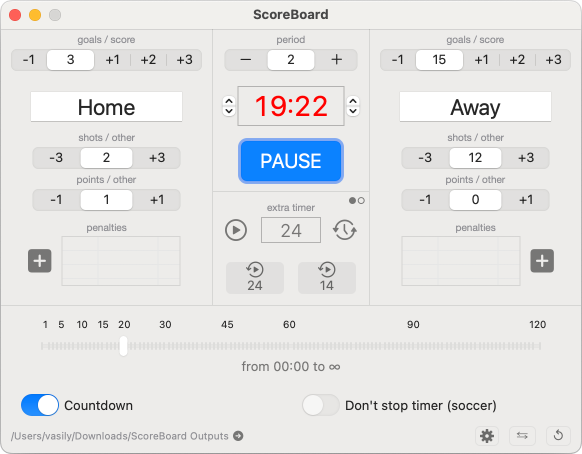 ScoreBoard
goals / score
-1 3 +1 +2 +3
period
− 2 +
goals / score
-1 15 +1 +2 +3
Home
19:22
Away
shots / other
-3 2 +3
PAUSE
shots / other
-3 12 +3
points / other
-1 1 +1
points / other
-1 0 +1
penalties
+
extra timer
24
24
14
penalties
+
1 5 10 15 20 30 45 60 90 120
from 00:00 to ∞
Countdown
Don't stop timer (soccer)
/Users/vasily/Downloads/ScoreBoard Outputs